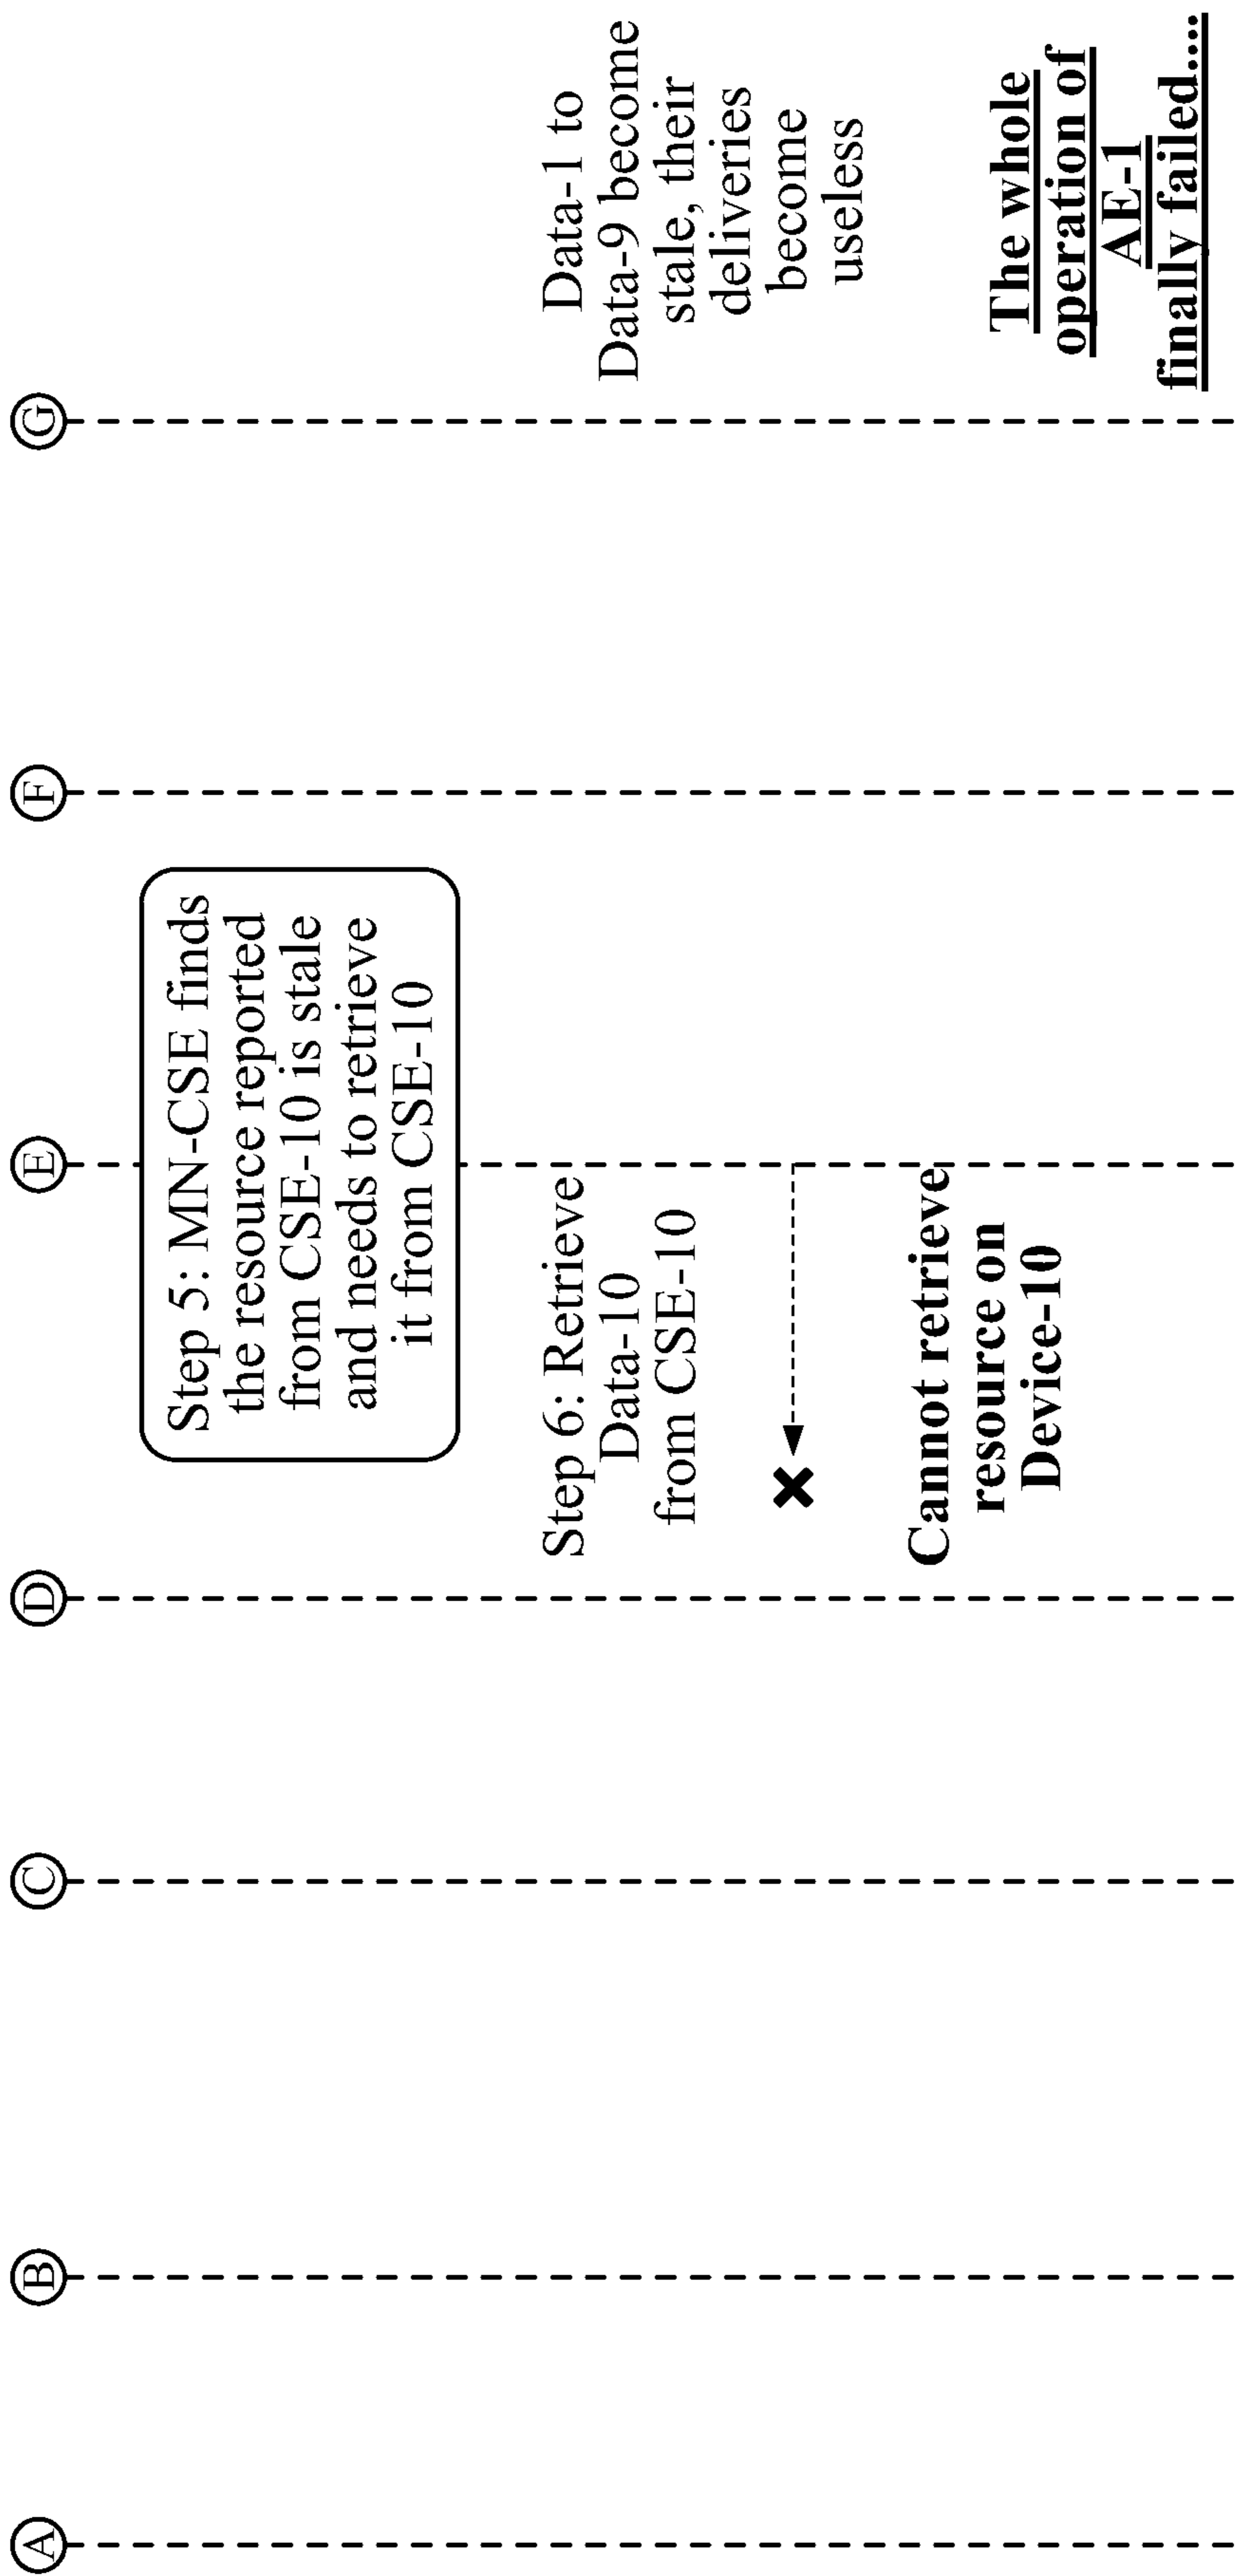 A
B
C
D
E
F
G
Step 5: MN-CSE finds
the resource reported
from CSE-10 is stale
and needs to retrieve
it from CSE-10
Step 6: Retrieve
Data-10
from CSE-10
Cannot retrieve
resource on
Device-10
Data-1 to
Data-9 become
stale, their
deliveries
become
useless
The whole
operation of
AE-1
finally failed....